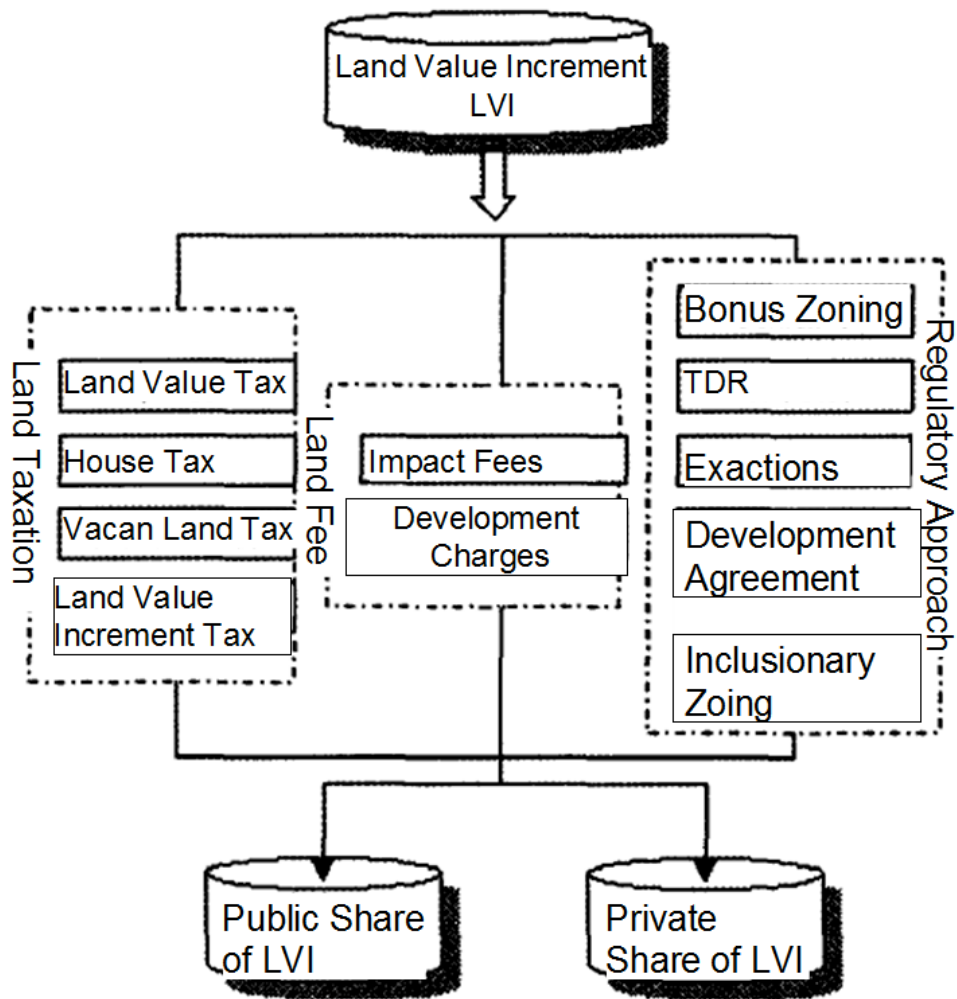 Land Value Increment
LVI
Land Taxation
Land Value Tax
House Tax
Vacan Land Tax
Land Value
Increment Tax
Land Fee
Impact Fees
Development
Charges
Regulatory Approach
Bonus Zoning
TDR
Exactions
Development
Agreement
Inclusionary
Zoing
Public Share
of LVI
Private
Share of LVI